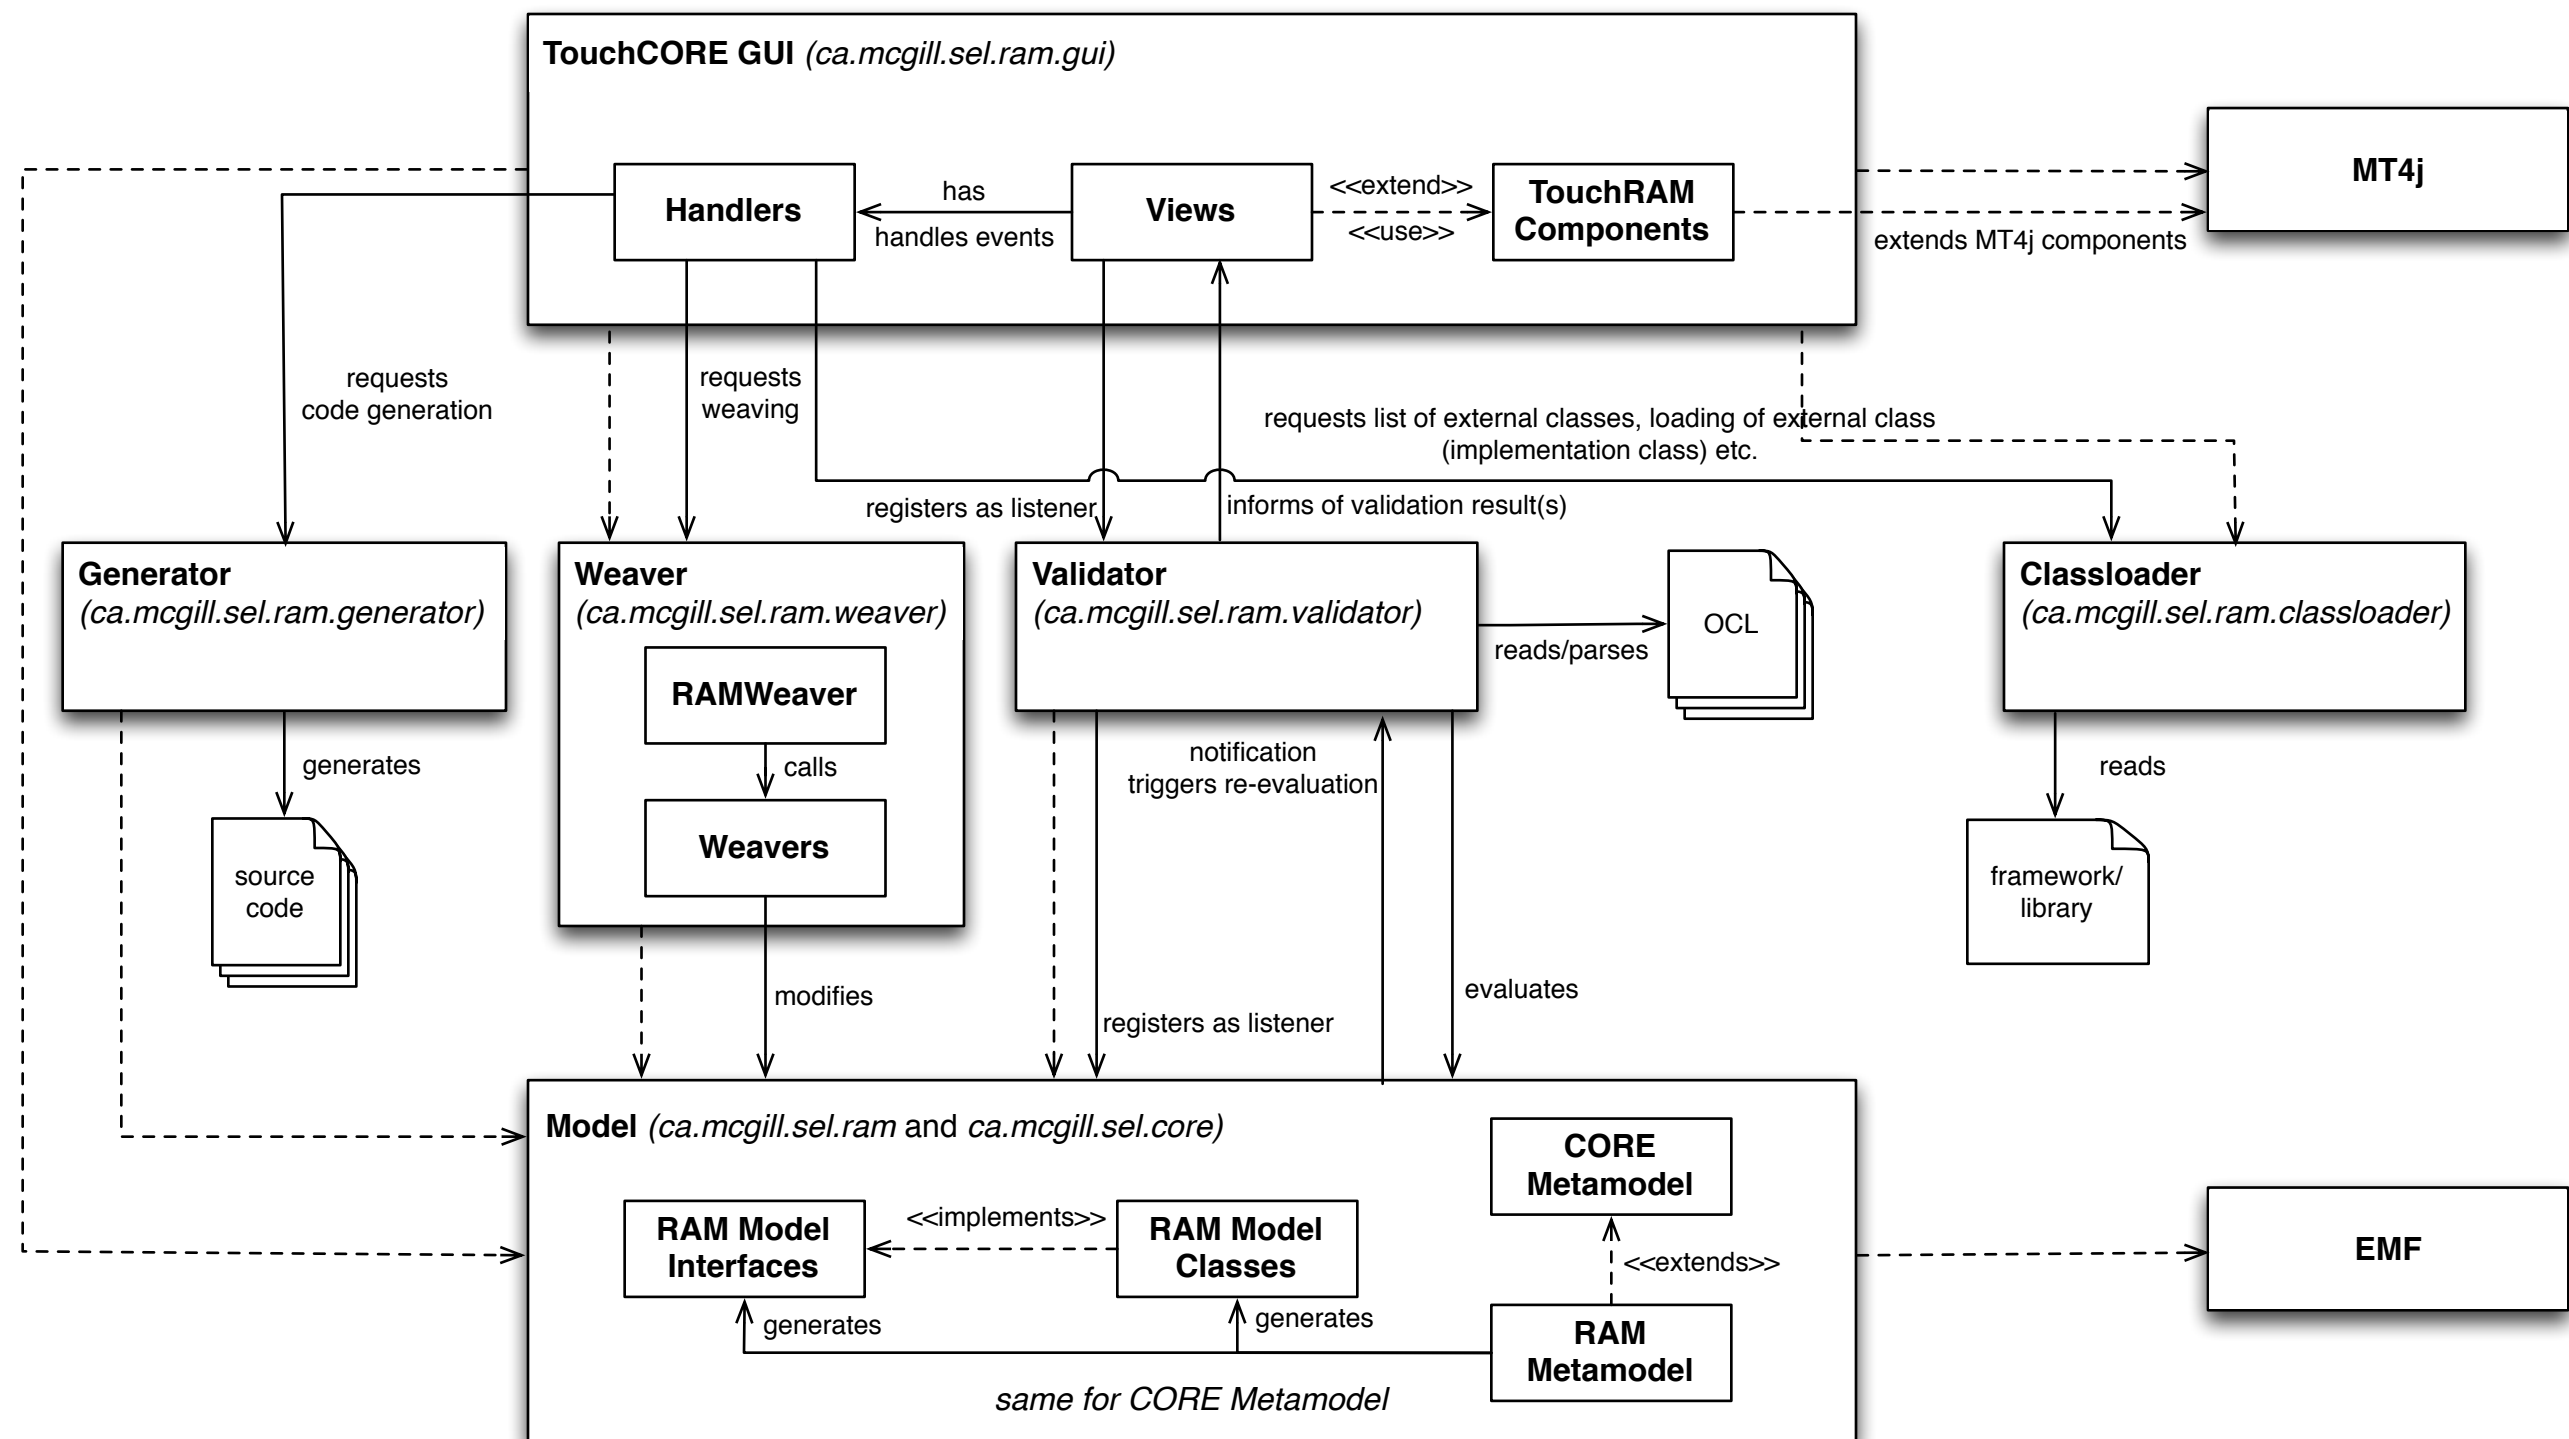 TouchCORE GUI (ca.mcgill.sel.ram.gui)
MT4j
Handlers
has
handles events
Views
<<extend>>
<<use>>
TouchRAM
Components
extends MT4j components
requests
code generation
requests
weaving
requests list of external classes, loading of external class
(implementation class) etc.
registers as listener
informs of validation result(s)
Generator
(ca.mcgill.sel.ram.generator)
Weaver
(ca.mcgill.sel.ram.weaver)
Validator
(ca.mcgill.sel.ram.validator)
OCL
reads/parses
Classloader
(ca.mcgill.sel.ram.classloader)
RAMWeaver
calls
Weavers
generates
source
code
notification
triggers re-evaluation
reads
framework/
library
modifies
registers as listener
evaluates
Model (ca.mcgill.sel.ram and ca.mcgill.sel.core)
CORE
Metamodel
RAM Model
Interfaces
<<implements>>
RAM Model
Classes
<<extends>>
EMF
generates
generates
RAM
Metamodel
same for CORE Metamodel